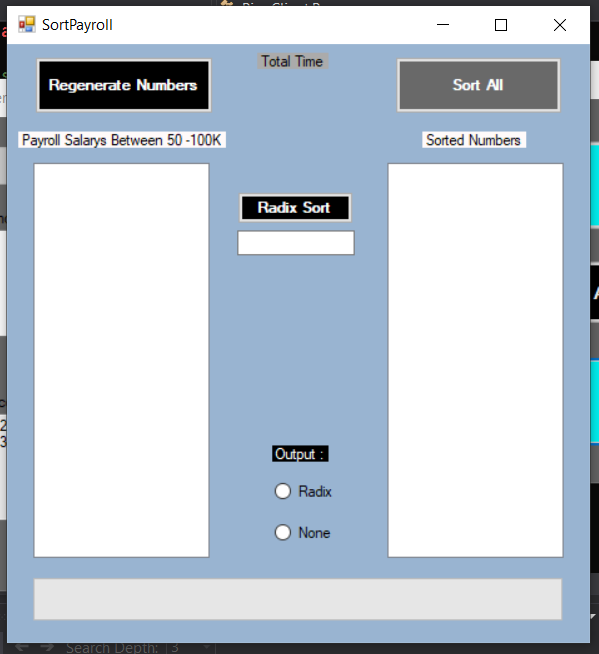 SortPayroll
Total Time
Regenerate Numbers
Sort All
Payroll Salarys Between 50 -100K
Sorted Numbers
Radix Sort
Output :
Radix
None
Search Depth: 3